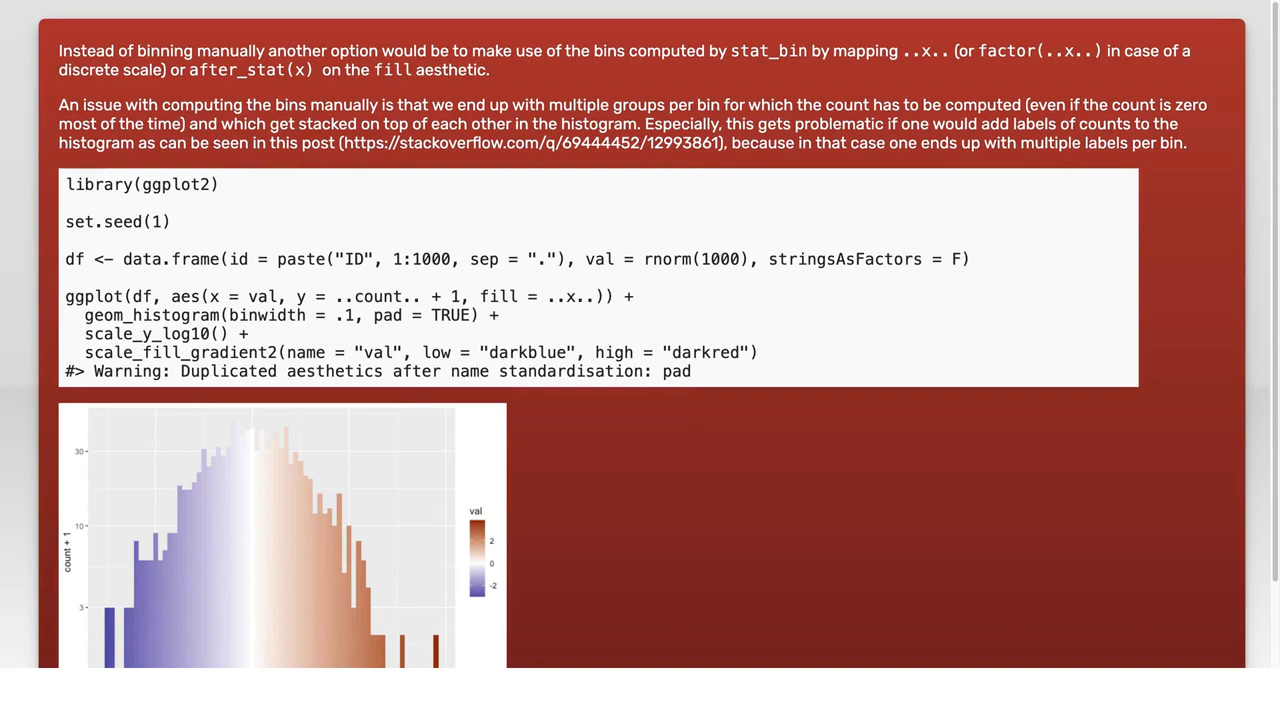 Instead of binning manually another option would be to make use of the bins computed by stat_bin by mapping ..x.. (or factor(..x..) in case of a
discrete scale) or after_stat(x) on the fill aesthetic.
An issue with computing the bins manually is that we end up with multiple groups per bin for which the count has to be computed (even if the count is zero
most of the time) and which get stacked on top of each other in the histogram. Especially, this gets problematic if one would add labels of counts to the
histogram as can be seen in this post (https://stackoverflow.com/q/69444452/12993861), because in that case one ends up with multiple labels per bin.
library(ggplot2)
set.seed(1)
df <- data.frame(id = paste("ID", 1:1000, sep = "."), val = rnorm(1000), stringsAsFactors = F)
ggplot(df, aes(x = val, y = ..count.. + 1, fill = ..x..)) +
  geom_histogram(binwidth = .1, pad = TRUE) +
  scale_y_log10() +
  scale_fill_gradient2(name = "val", low = "darkblue", high = "darkred")
#> Warning: Duplicated aesthetics after name standardisation: pad
30
10
3
count + 1
val
2
0
-2